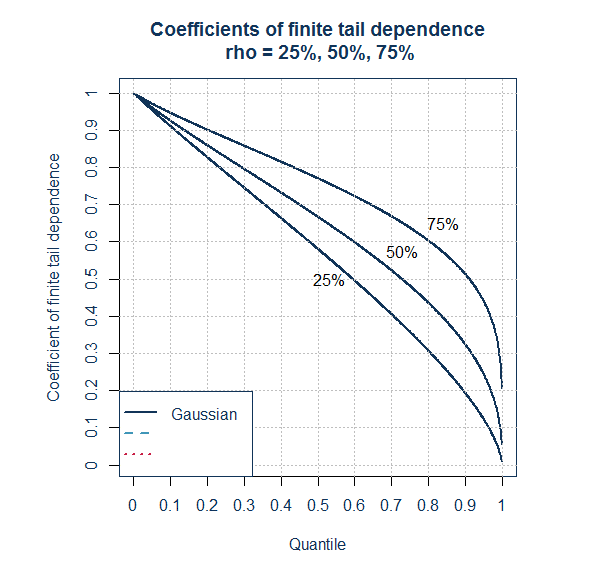 Coefficients of finite tail dependence
rho = 25%, 50%, 75%
Coefficient of finite tail dependence
1
0.9
0.8
0.7
0.6
0.5
0.4
0.3
0.2
0.1
0
75%
50%
25%
Gaussian
0 0.1 0.2 0.3 0.4 0.5 0.6 0.7 0.8 0.9 1
Quantile